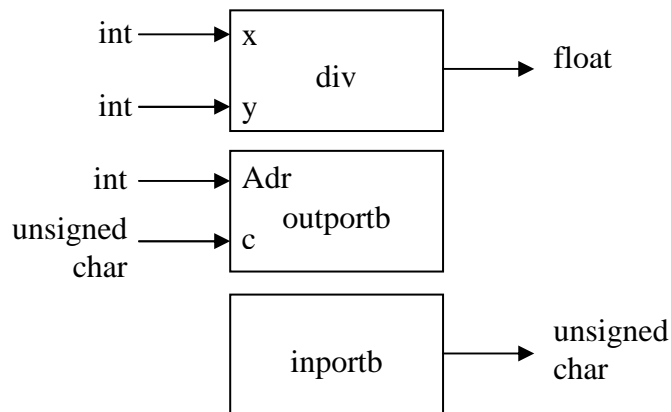 int
x
div
float
int
y
int
Adr
outportb
unsigned
char
c
inportb
unsigned
char